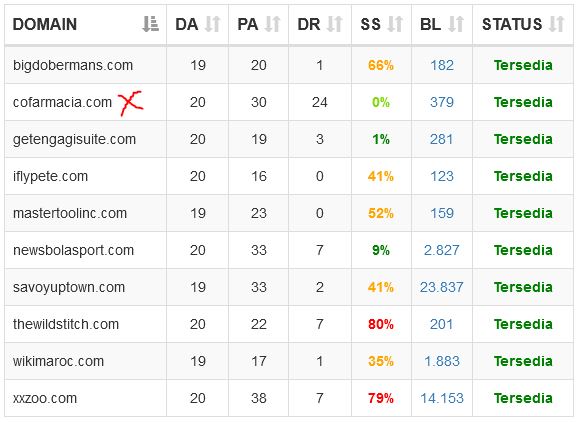 DOMAIN DA PA DR SS BL STATUS
bigdobermans.com 19 20 1 66% 182 Tersedia
cofarmacia.com 20 30 24 0% 379 Tersedia
getengagisuite.com 20 19 3 1% 281 Tersedia
iflypete.com 20 16 0 41% 123 Tersedia
mastertoolinc.com 19 23 0 52% 159 Tersedia
newsbolasport.com 20 33 7 9% 2.827 Tersedia
savoyuptown.com 19 33 2 41% 23.837 Tersedia
thewildstitch.com 20 22 7 80% 201 Tersedia
wikimaroc.com 19 17 1 35% 1.883 Tersedia
xxzoo.com 20 38 7 79% 14.153 Tersedia